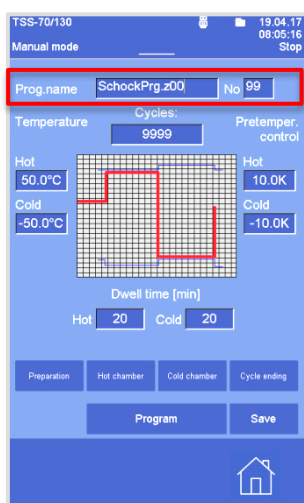 TSS-70/130 19.04.17
08:05:16
Manual mode Stop
Prog.name SchockPrg.z00 No 99
Temperature Cycles: Pretemper.
9999 control
Hot Hot
50.0°C 10.0K
Cold Cold
-50.0°C -10.0K
Dwell time [min]
Hot 20 Cold 20
Preparation Hot chamber Cold chamber Cycle ending
Program Save